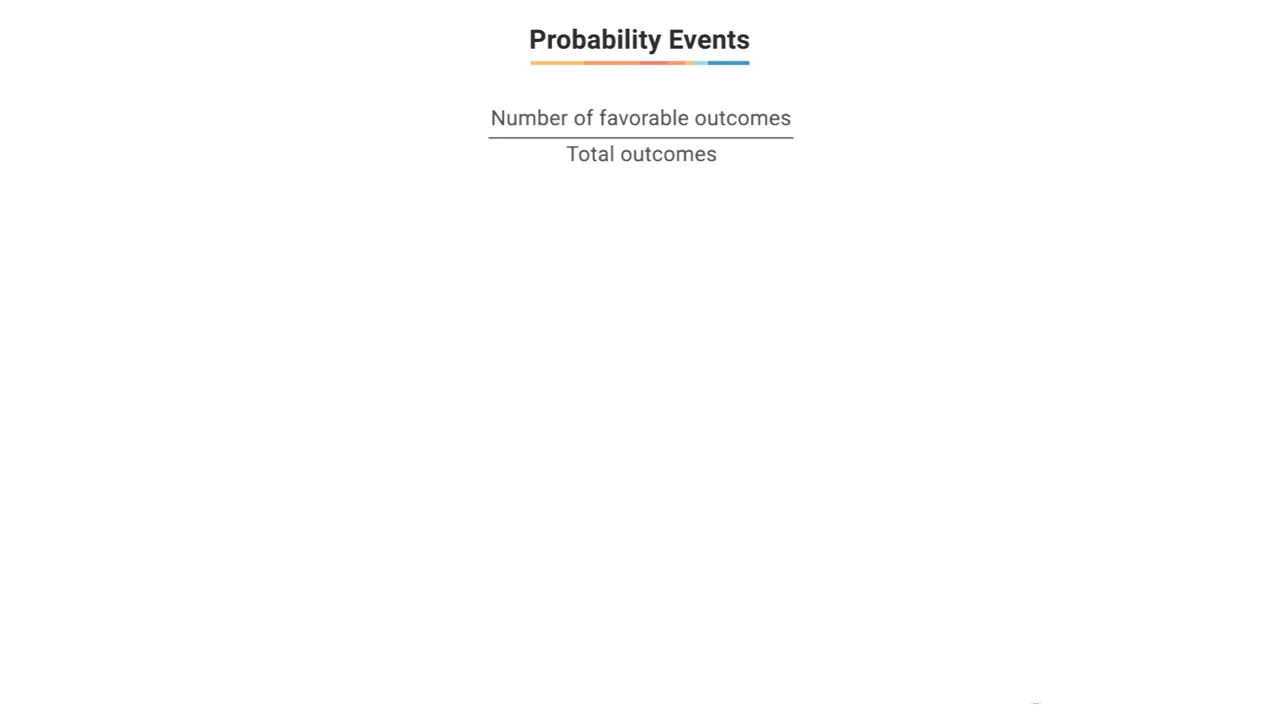 Probability Events
Number of favorable outcomes
Total outcomes